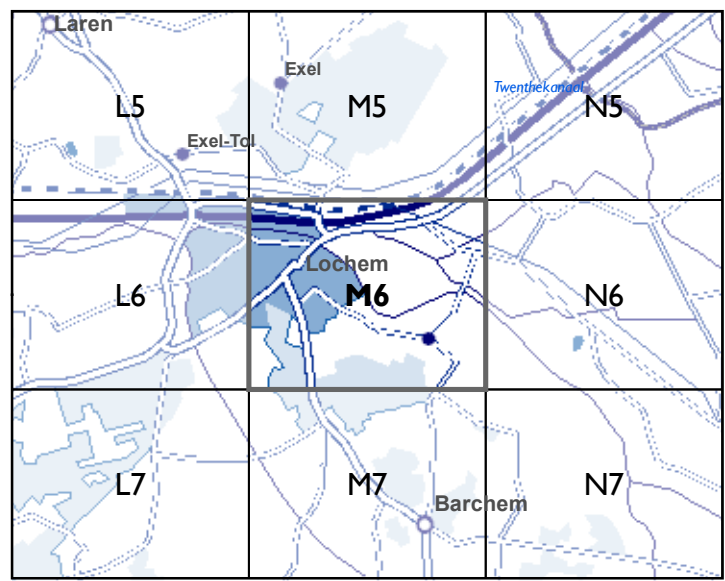 Laren
Exel
Twenthekanaal
L5
M5
N5
Exel-Tol
Lochem
L6
M6
N6
L7
M7
N7
Barchem